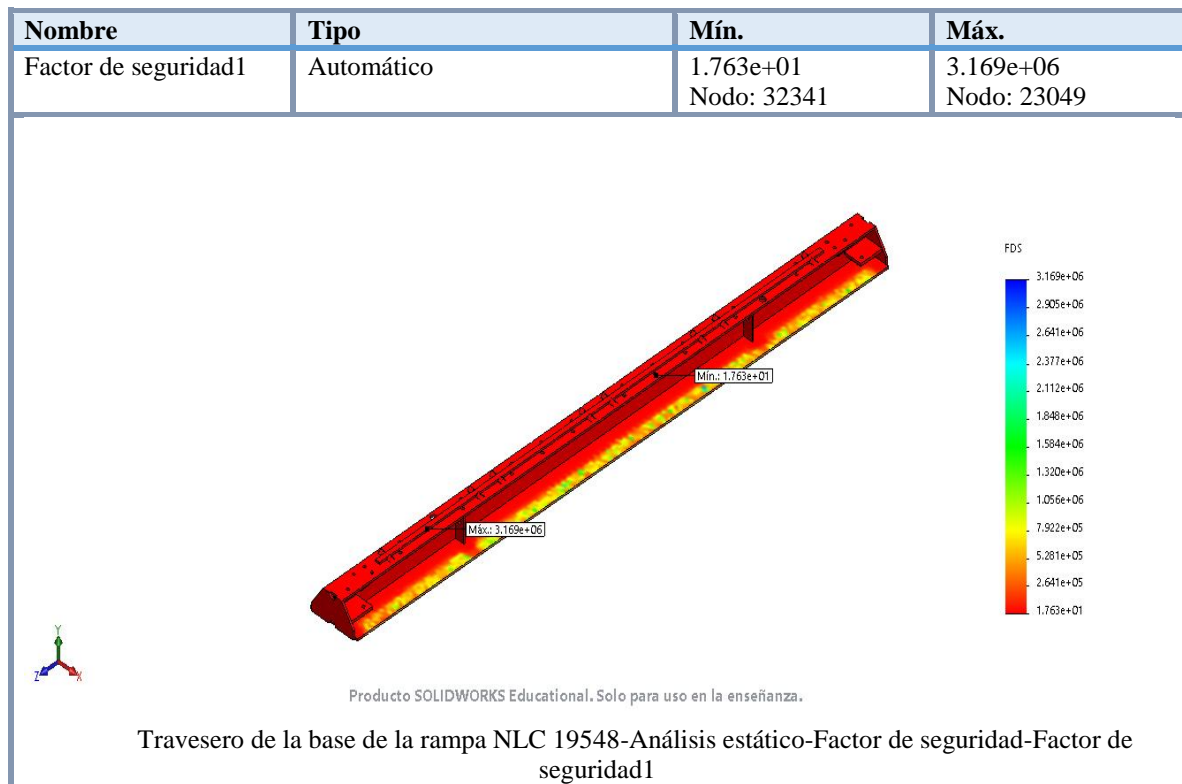 Nombre Tipo Mín. Máx.
Factor de seguridad1 Automático 1.763e+01 3.169e+06
Nodo: 32341 Nodo: 23049
FDS
3.169e+06
2.905e+06
2.641e+06
2.377e+06
2.112e+06
1.848e+06
1.584e+06
1.320e+06
1.056e+06
7.922e+05
5.281e+05
2.641e+05
1.763e+01
Mín.: 1.763e+01
Máx.: 3.169e+06
Y
Z X
Producto SOLIDWORKS Educational. Solo para uso en la enseñanza.
Travesero de la base de la rampa NLC 19548-Análisis estático-Factor de seguridad-Factor de
seguridad1